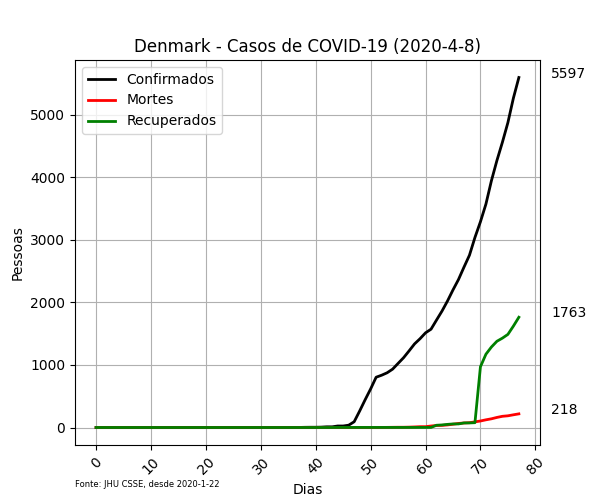 Denmark - Casos de COVID-19 (2020-4-8)
Confirmados
Mortes
Recuperados
5597
1763
218
5000
4000
3000
2000
1000
0
Pessoas
0 10 20 30 40 50 60 70 80
Dias
Fonte: JHU CSSE, desde 2020-1-22